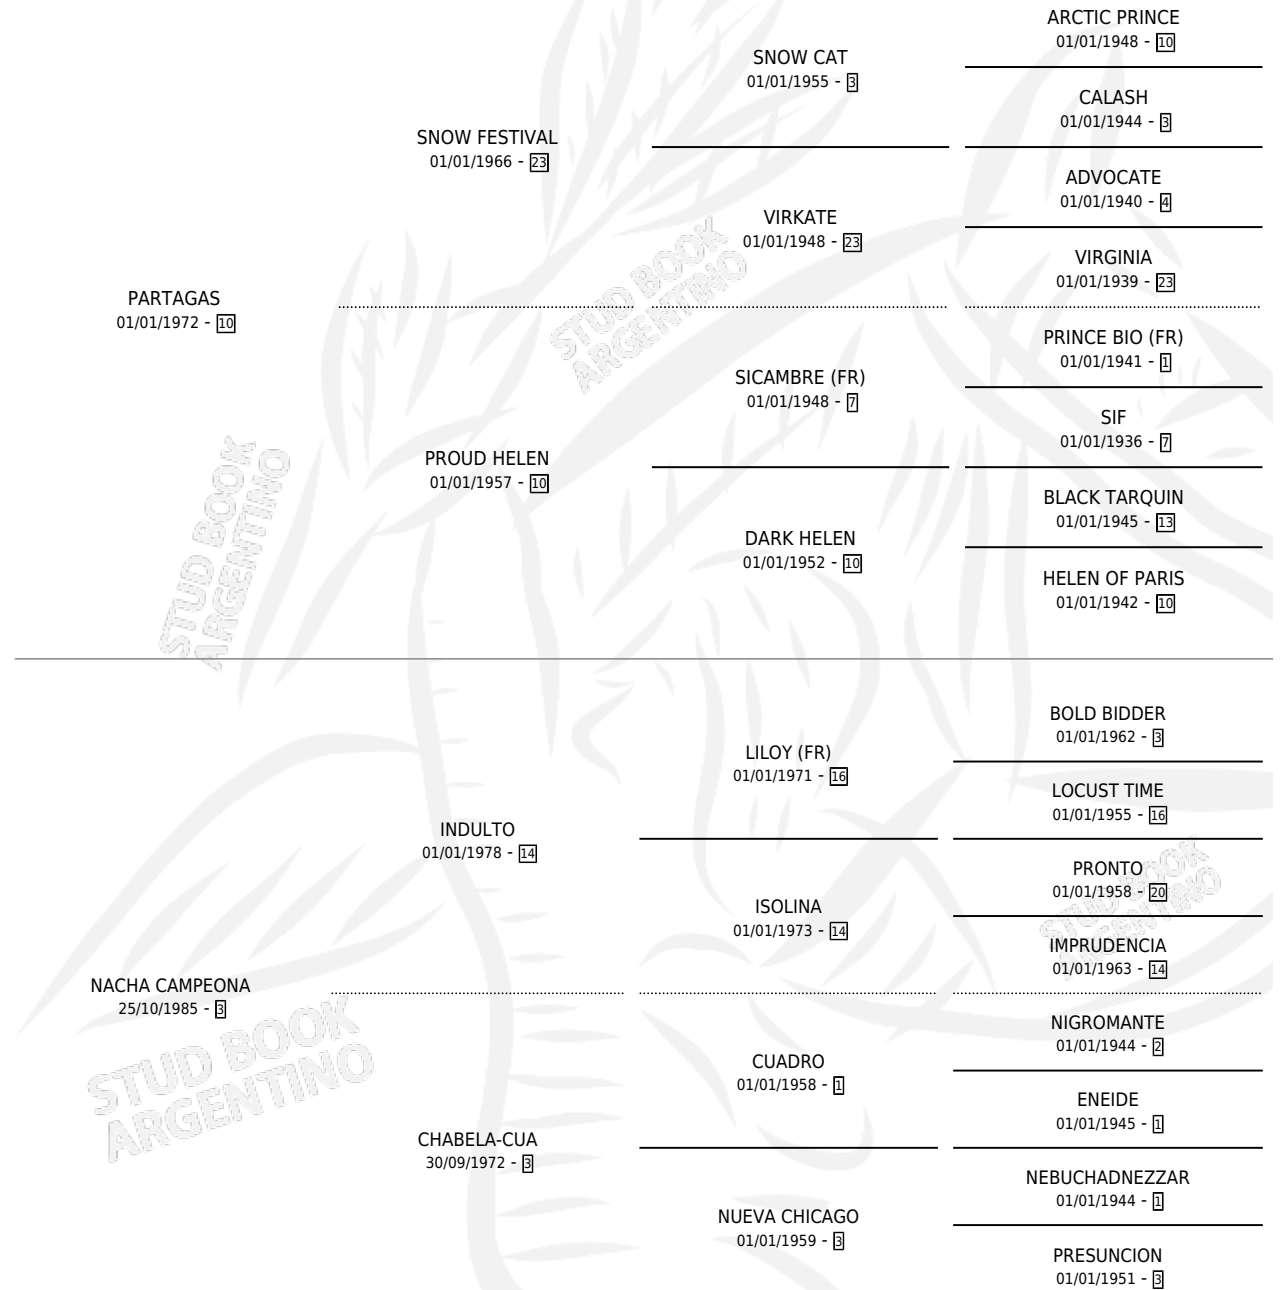 ARCTIC PRINCE
01/01/1948 - 10
SNOW CAT
01/01/1955 - 3
CALASH
01/01/1944 - 3
SNOW FESTIVAL
01/01/1966 - 23
ADVOCATE
01/01/1940 - 4
VIRKATE
01/01/1948 - 23
VIRGINIA
01/01/1939 - 23
PARTAGAS
01/01/1972 - 10
PRINCE BIO (FR)
01/01/1941 - 1
SICAMBRE (FR)
01/01/1948 - 7
SIF
01/01/1936 - 7
PROUD HELEN
01/01/1957 - 10
BLACK TARQUIN
01/01/1945 - 13
DARK HELEN
01/01/1952 - 10
HELEN OF PARIS
01/01/1942 - 10
STUD BOOK
ARGENTINO
STUD BOOK
ARGENTINO
BOLD BIDDER
01/01/1962 - 3
LILOY (FR)
01/01/1971 - 16
LOCUST TIME
01/01/1955 - 16
INDULTO
01/01/1978 - 14
PRONTO
01/01/1958 - 20
ISOLINA
01/01/1973 - 14
IMPRUDENCIA
01/01/1963 - 14
NACHA CAMPEONA
25/10/1985 - 3
NIGROMANTE
01/01/1944 - 2
CUADRO
01/01/1958 - 1
ENEIDE
01/01/1945 - 1
CHABELA-CUA
30/09/1972 - 3
NEBUCHADNEZZAR
01/01/1944 - 1
NUEVA CHICAGO
01/01/1959 - 3
PRESUNCION
01/01/1951 - 3
STUD BOOK
ARGENTINO
STUD BOOK
ARGENTINO